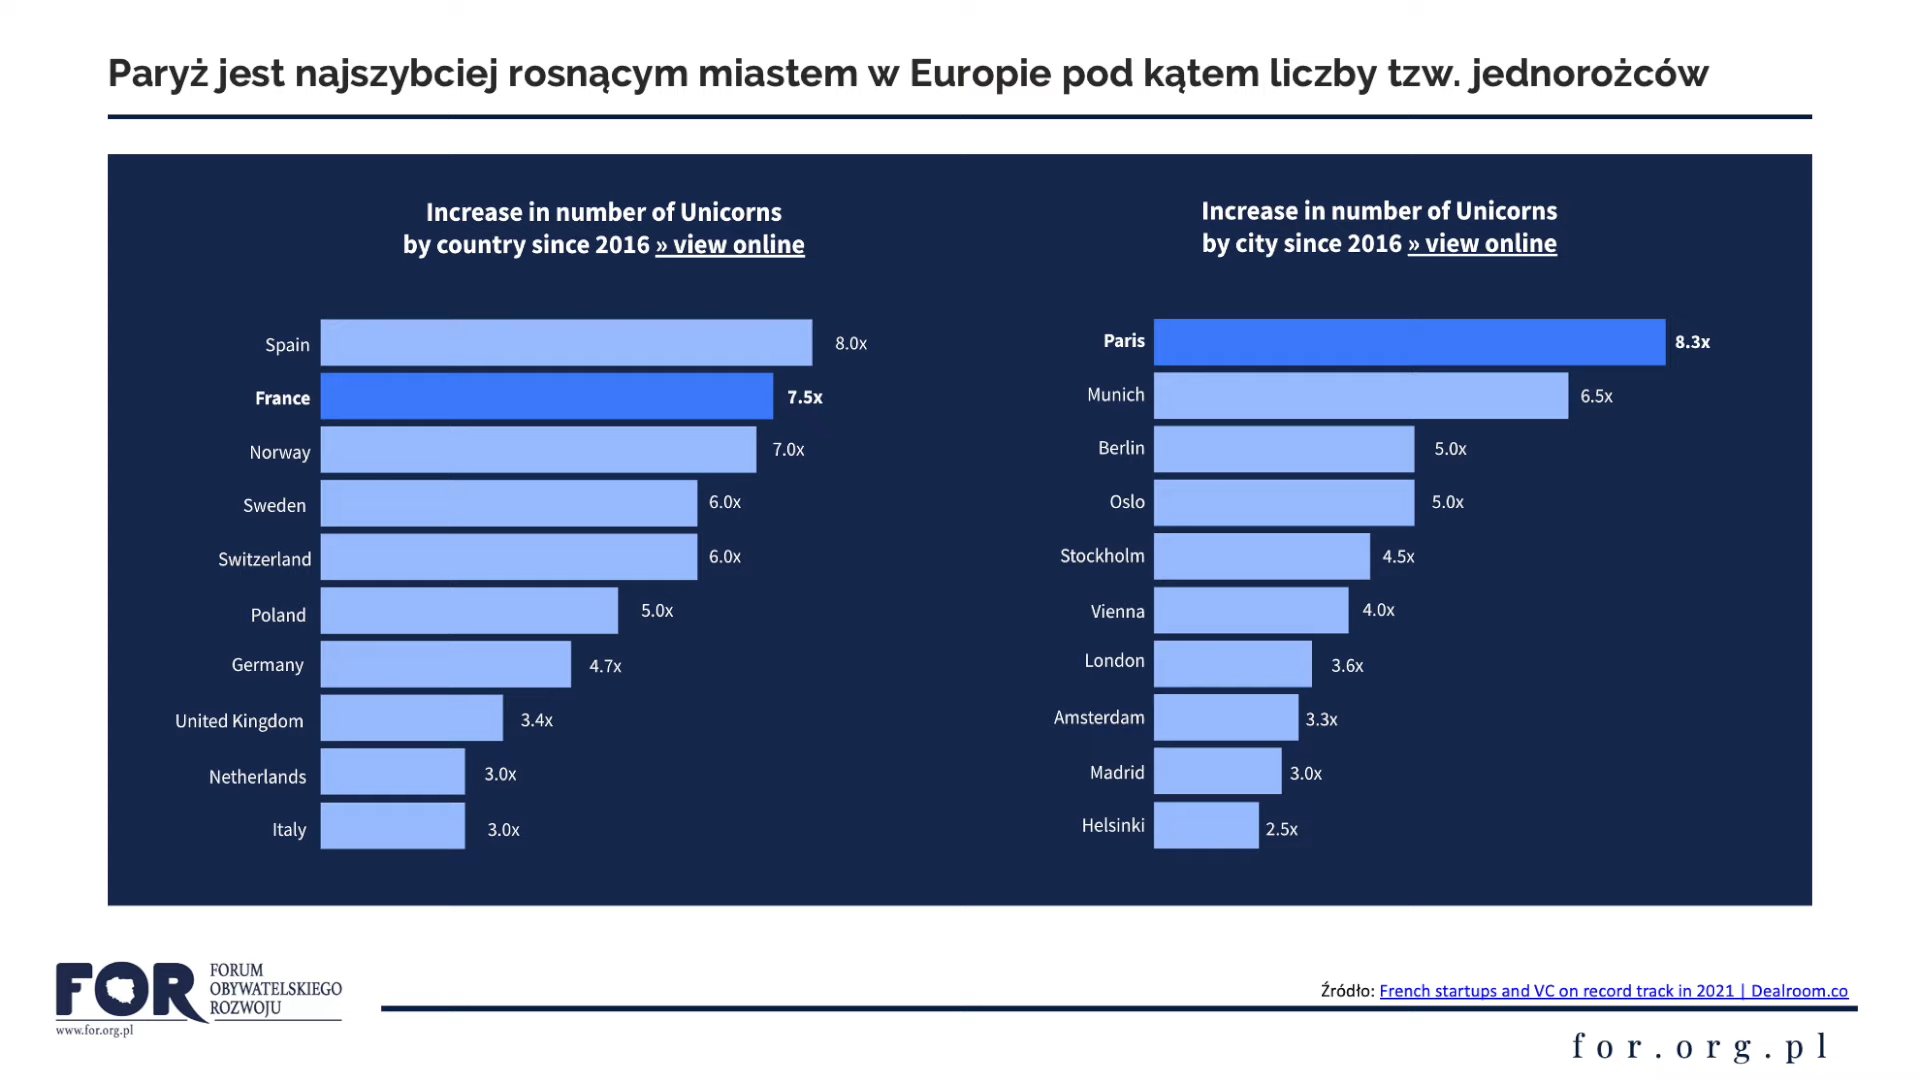 Paryż jest najszybciej rosnącym miastem w Europie pod kątem liczby tzw. jednorożców
Increase in number of Unicorns
by country since 2016 » view online
Spain 8.0x
France 7.5x
Norway 7.0x
Sweden 6.0x
Switzerland 6.0x
Poland 5.0x
Germany 4.7x
United Kingdom 3.4x
Netherlands 3.0x
Italy 3.0x
Increase in number of Unicorns
by city since 2016 » view online
Paris 8.3x
Munich 6.5x
Berlin 5.0x
Oslo 5.0x
Stockholm 4.5x
Vienna 4.0x
London 3.6x
Amsterdam 3.3x
Madrid 3.0x
Helsinki 2.5x
FOR
FORUM
OBYWATELSKIEGO
ROZWOJU
www.for.org.pl
Źródło: French startups and VC on record track in 2021 | Dealroom.co
for.org.pl